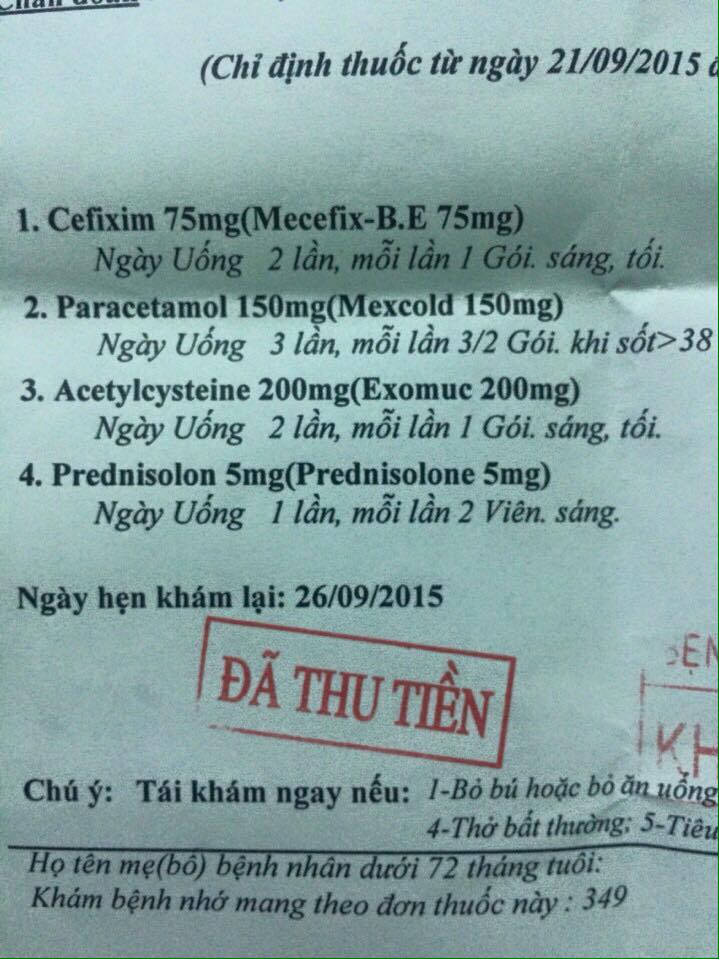 (Chỉ định thuốc từ ngày 21/09/2015
1. Cefixim 75mg(Mecefix-B.E 75mg)
Ngày Uống 2 lần, mỗi lần 1 Gói. sáng, tối.
2. Paracetamol 150mg(Mexcold 150mg)
Ngày Uống 3 lần, mỗi lần 3/2 Gói. khi sốt>38
3. Acetylcysteine 200mg(Exomuc 200mg)
Ngày Uống 2 lần, mỗi lần 1 Gói. sáng, tối.
4. Prednisolon 5mg(Prednisolone 5mg)
Ngày Uống 1 lần, mỗi lần 2 Viên. sáng.
Ngày hẹn khám lại: 26/09/2015
ĐÃ THU TIỀN
KH
Chú ý: Tái khám ngay nếu: 1-Bỏ bú hoặc bỏ ăn uống
4-Thở bất thường; 5-Tiêu
Họ tên mẹ(bố) bệnh nhân dưới 72 tháng tuổi:
Khám bệnh nhớ mang theo đơn thuốc này : 349